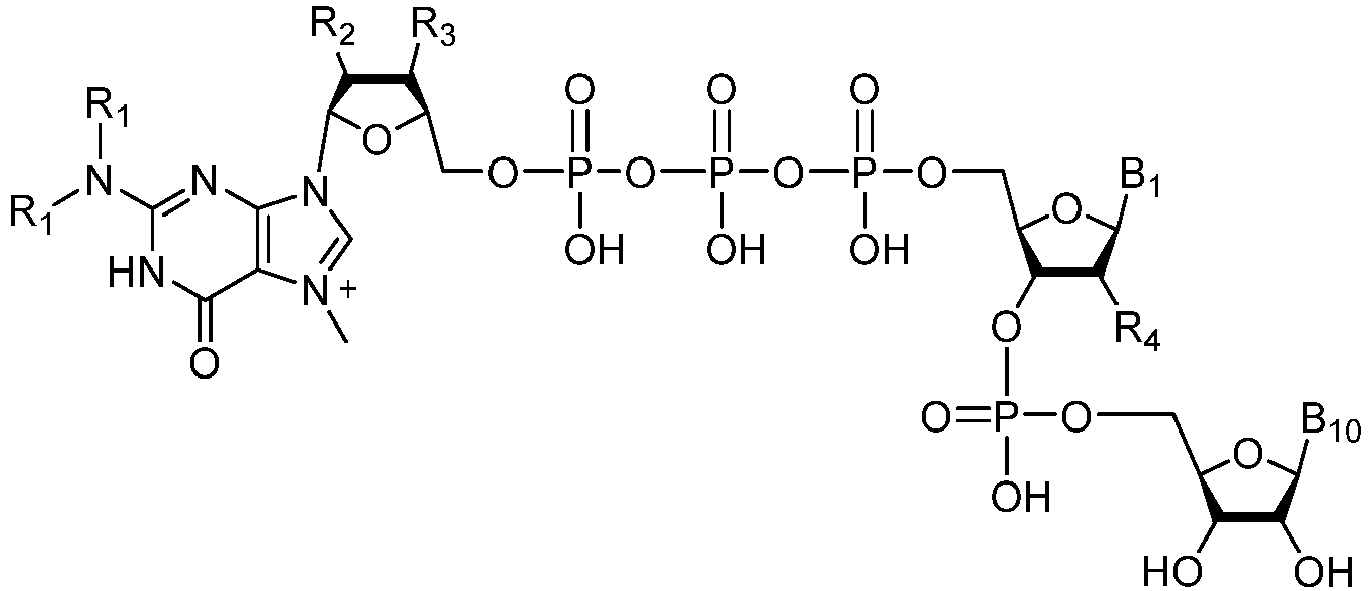 R2 R3
R1 O O O
R1 N N N O O P O P O P O B1
OH OH OH O
HN N +
O O R4
O P O B10
O
OH
HO OH